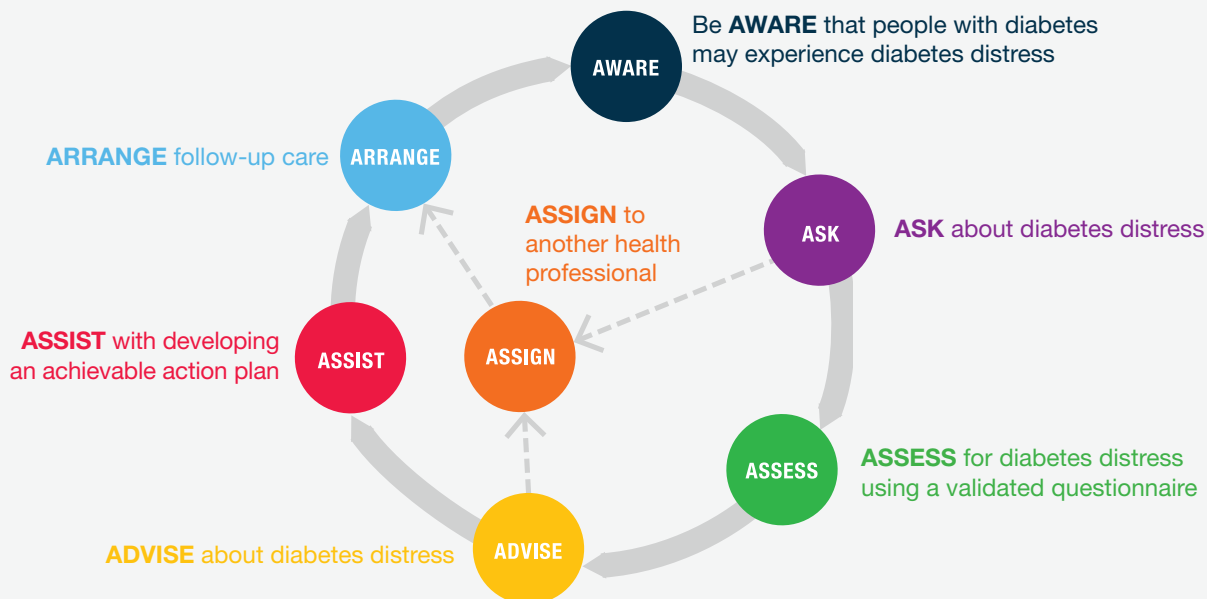 AWARE
Be AWARE that people with diabetes
may experience diabetes distress
ARRANGE follow-up care
ARRANGE
ASSIGN to
another health
professional
ASK
ASK about diabetes distress
ASSIST with developing
an achievable action plan
ASSIST
ASSIGN
ASSESS
ASSESS for diabetes distress
using a validated questionnaire
ADVISE about diabetes distress
ADVISE